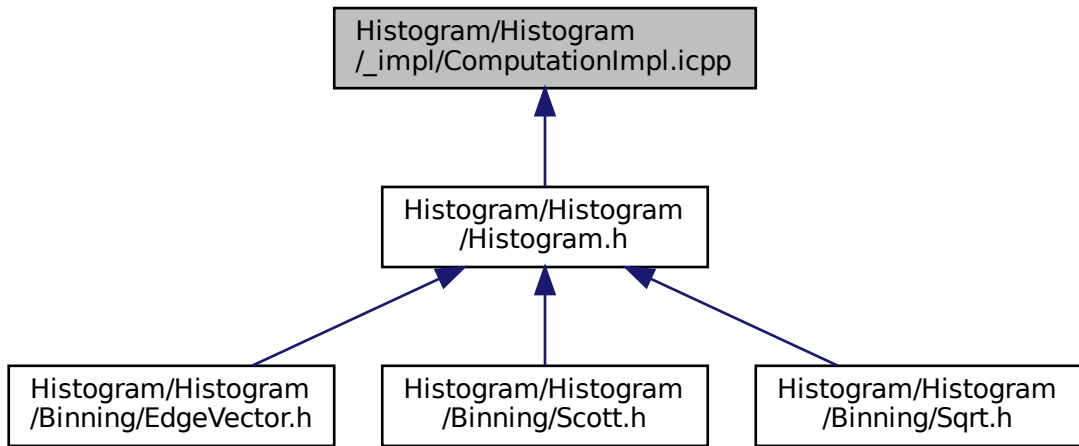 Histogram/Histogram
/_impl/ComputationImpl.icpp
Histogram/Histogram
/Histogram.h
Histogram/Histogram
/Binning/EdgeVector.h
Histogram/Histogram
/Binning/Scott.h
Histogram/Histogram
/Binning/Sqrt.h